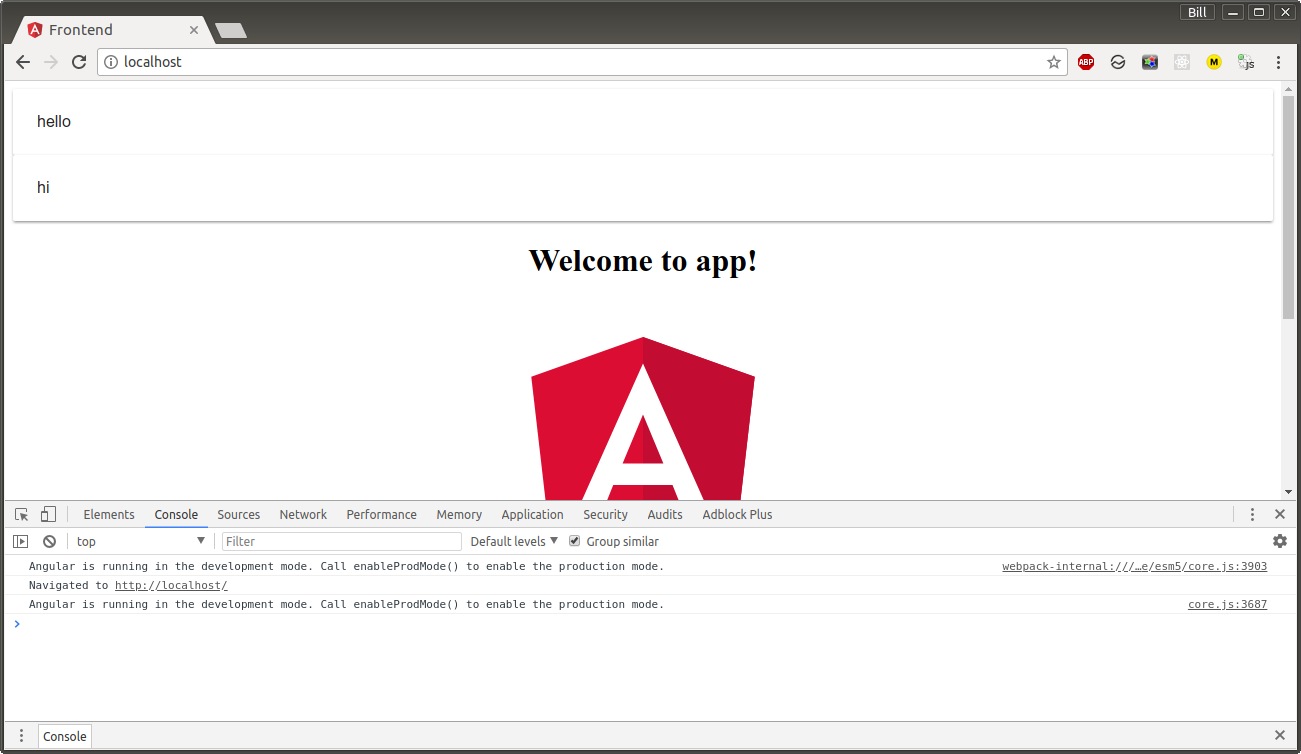 Bill
Frontend
localhost
ABP
M
js
hello
hi
Welcome to app!
Elements Console Sources Network Performance Memory Application Security Audits Adblock Plus
top Filter Default levels Group similar
Angular is running in the development mode. Call enableProdMode() to enable the production mode. webpack-internal:///…e/esm5/core.js:3903
Navigated to http://localhost/
Angular is running in the development mode. Call enableProdMode() to enable the production mode. core.js:3687
Console